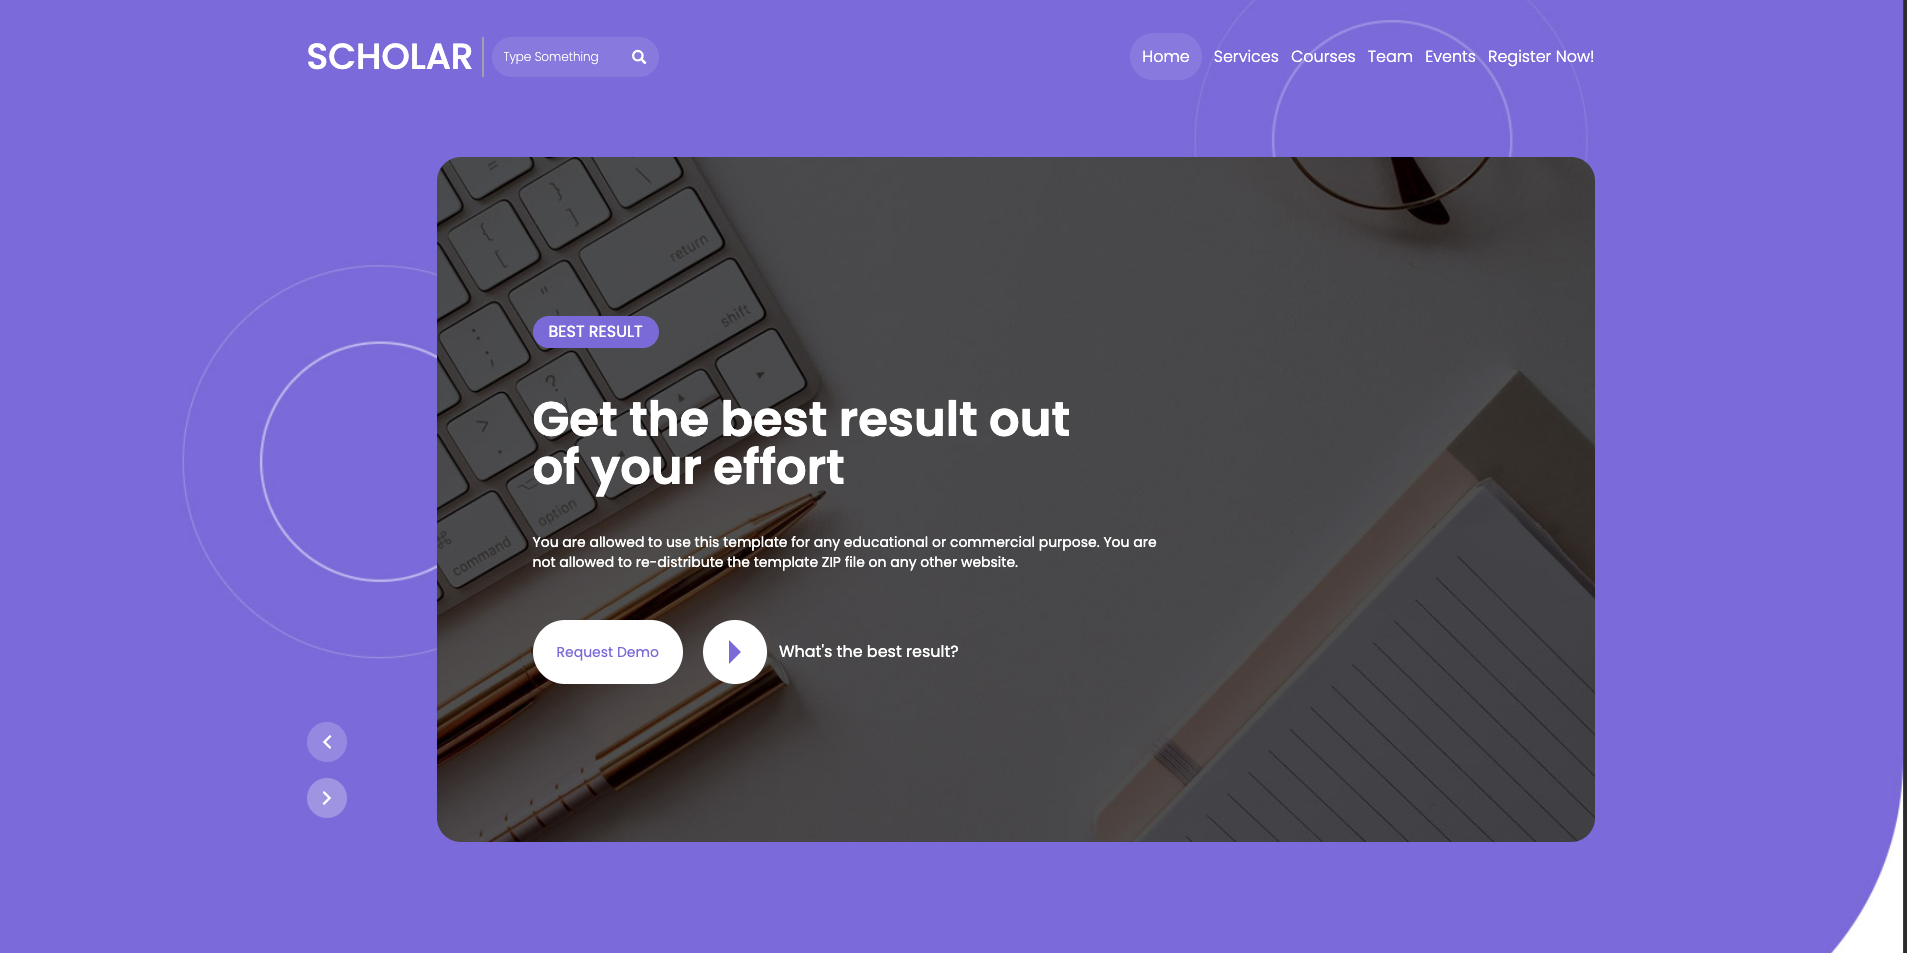 SCHOLAR
Type Something
Home
Services
Courses
Team
Events
Register Now!
return
shift
option
command
BEST RESULT
Get the best result out
of your effort
You are allowed to use this template for any educational or commercial purpose. You are
not allowed to re-distribute the template ZIP file on any other website.
Request Demo
What's the best result?